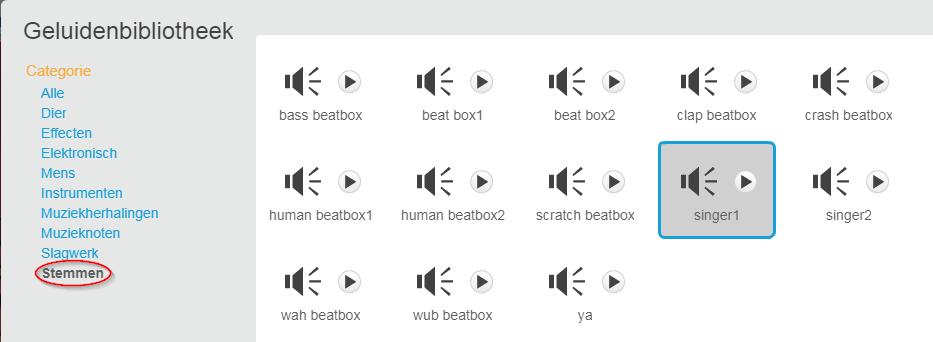 Geluidenbibliotheek
Categorie
Alle
Dier
Effecten
Elektronisch
Mens
Instrumenten
Muziekherhalingen
Muzieknoten
Slagwerk
Stemmen
bass beatbox beat box1 beat box2 clap beatbox crash beatbox
human beatbox1 human beatbox2 scratch beatbox singer1 singer2
wah beatbox wub beatbox ya